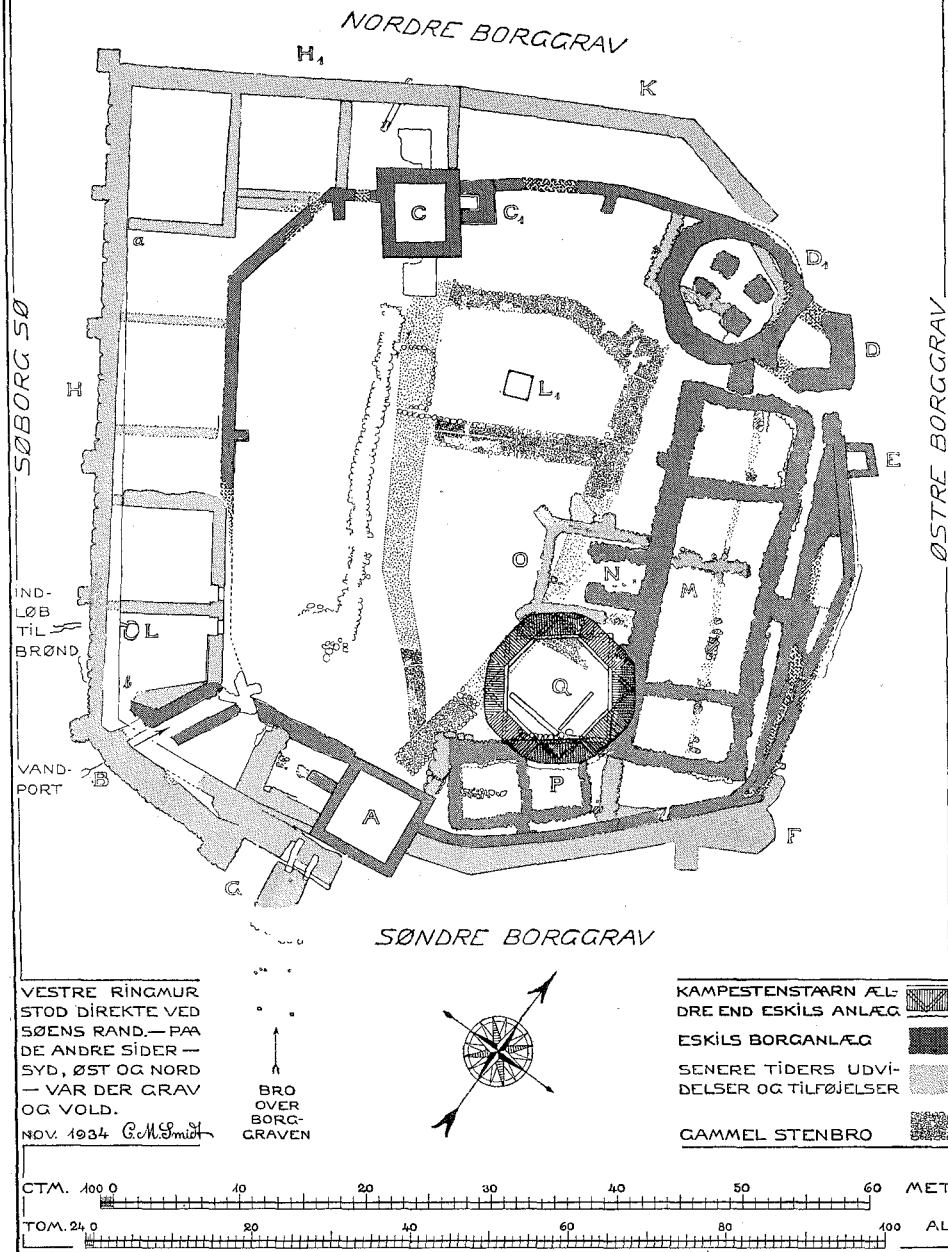 NORDRE BORGGRAV
H₁
K
C
C₁
a
D₁
D
SØBORG SØ
ØSTRE BORGGRAV
H
L₁
E
O
N
M
IND-
LØB
TIL
BRØND
L
b
Q
VAND-
PORT
B
A
P
F
G
SØNDRE BORGGRAV
VESTRE RINGMUR
STOD DIREKTE VED
SØENS RAND. — PAA
DE ANDRE SIDER —
SYD, ØST OG NORD
— VAR DER GRAV
OG VOLD.
NOV. 1934 C.M.Smidt
BRO
OVER
BORG-
GRAVEN
KAMPESTENSTAARN ÆL-
DRE END ESKILS ANLÆG
ESKILS BORGANLÆG
SENERE TIDERS UDVI-
DELSER OG TILFØJELSER
GAMMEL STENBRO
CTM. 100 0 10 20 30 40 50 60 MET
TOM. 24 0 20 40 60 80 100 AL